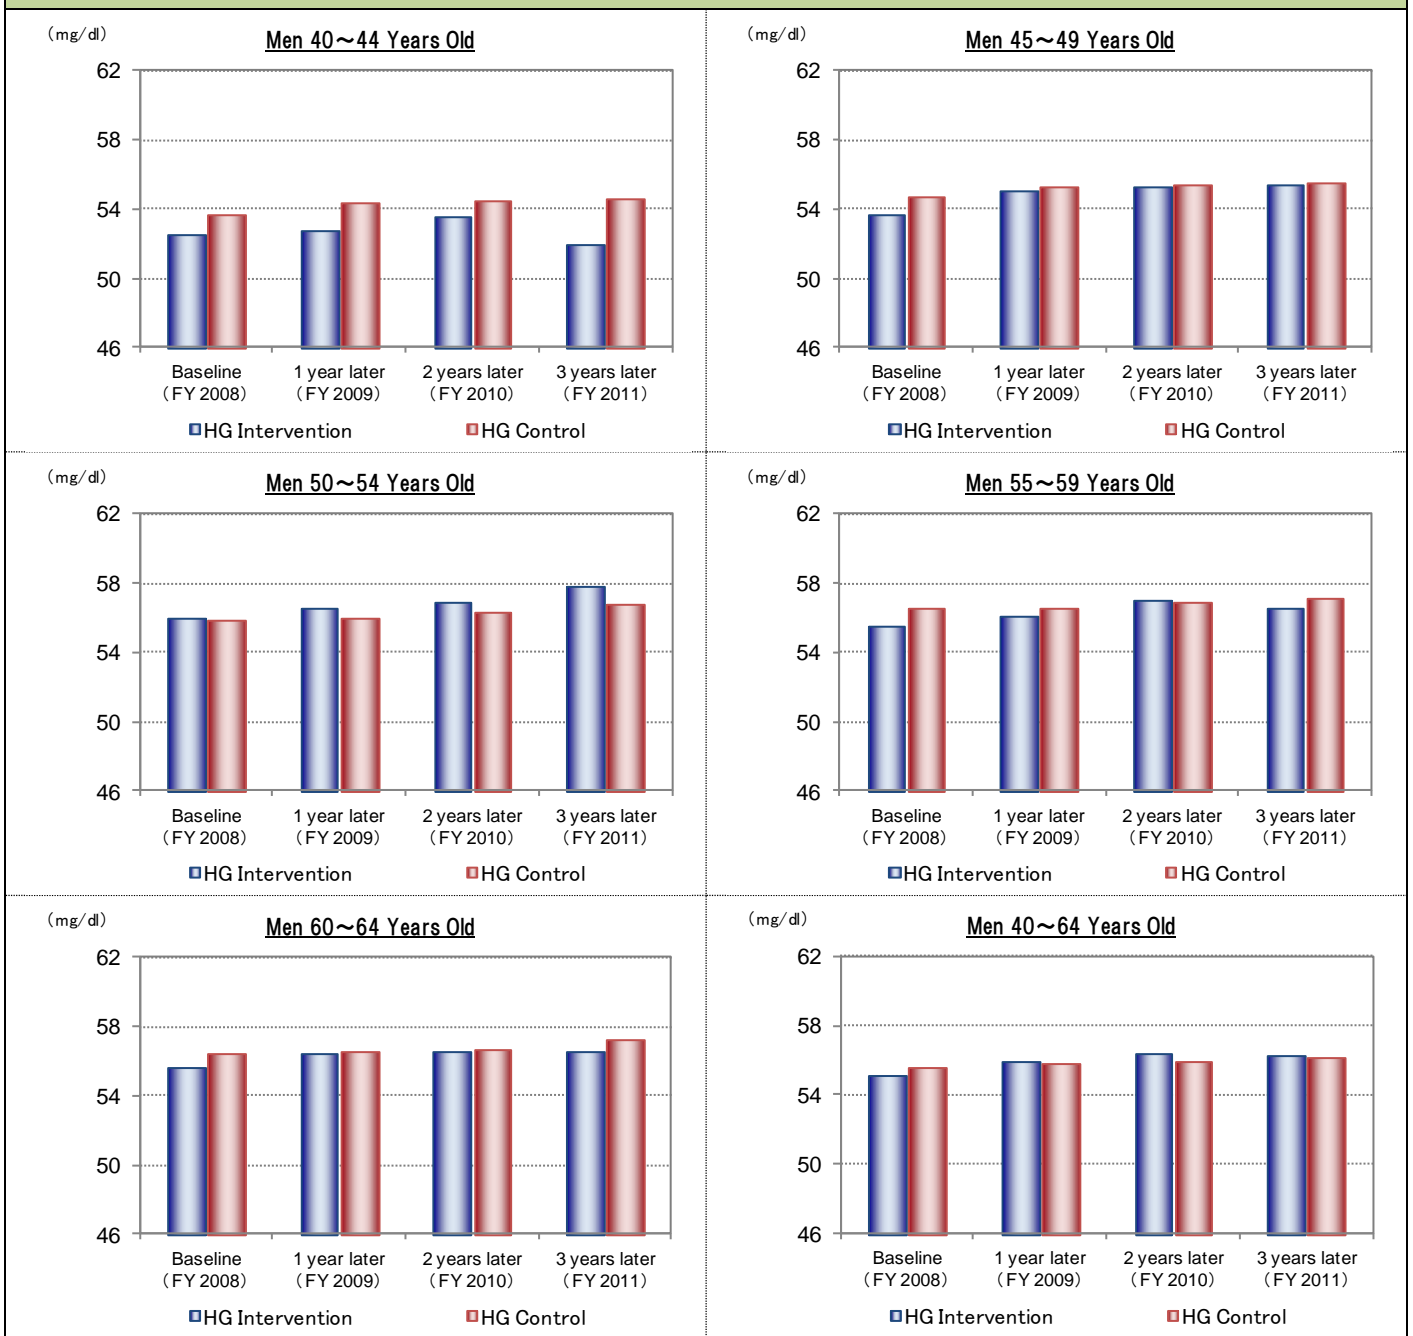 (mg/dl)
Men 40～44 Years Old
62
58
54
50
46
Baseline 1 year later 2 years later 3 years later
(FY 2008) (FY 2009) (FY 2010) (FY 2011)
HG Intervention HG Control
(mg/dl)
Men 45～49 Years Old
62
58
54
50
46
Baseline 1 year later 2 years later 3 years later
(FY 2008) (FY 2009) (FY 2010) (FY 2011)
HG Intervention HG Control
(mg/dl)
Men 50～54 Years Old
62
58
54
50
46
Baseline 1 year later 2 years later 3 years later
(FY 2008) (FY 2009) (FY 2010) (FY 2011)
HG Intervention HG Control
(mg/dl)
Men 55～59 Years Old
62
58
54
50
46
Baseline 1 year later 2 years later 3 years later
(FY 2008) (FY 2009) (FY 2010) (FY 2011)
HG Intervention HG Control
(mg/dl)
Men 60～64 Years Old
62
58
54
50
46
Baseline 1 year later 2 years later 3 years later
(FY 2008) (FY 2009) (FY 2010) (FY 2011)
HG Intervention HG Control
(mg/dl)
Men 40～64 Years Old
62
58
54
50
46
Baseline 1 year later 2 years later 3 years later
(FY 2008) (FY 2009) (FY 2010) (FY 2011)
HG Intervention HG Control